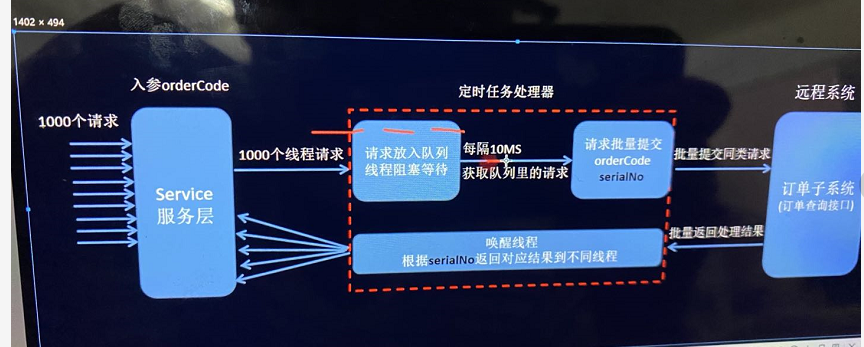 1402 × 494
入参orderCode
定时任务处理器
远程系统
1000个请求
1000个线程请求
请求放入队列
线程阻塞等待
每隔10MS
获取队列里的请求
请求批量提交
orderCode
serialNo
批量提交同类请求
Service
服务层
订单子系统
(订单查询接口)
批量返回处理结果
唤醒线程
根据serialNo返回对应结果到不同线程